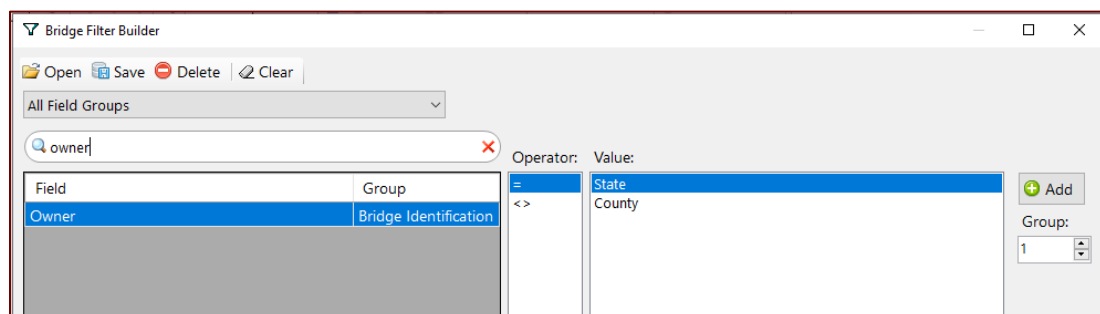 Bridge Filter Builder
Open Save Delete Clear
All Field Groups
owner
Operator: Value:
Field Group
Owner Bridge Identification
= State
<> County
Add
Group:
1